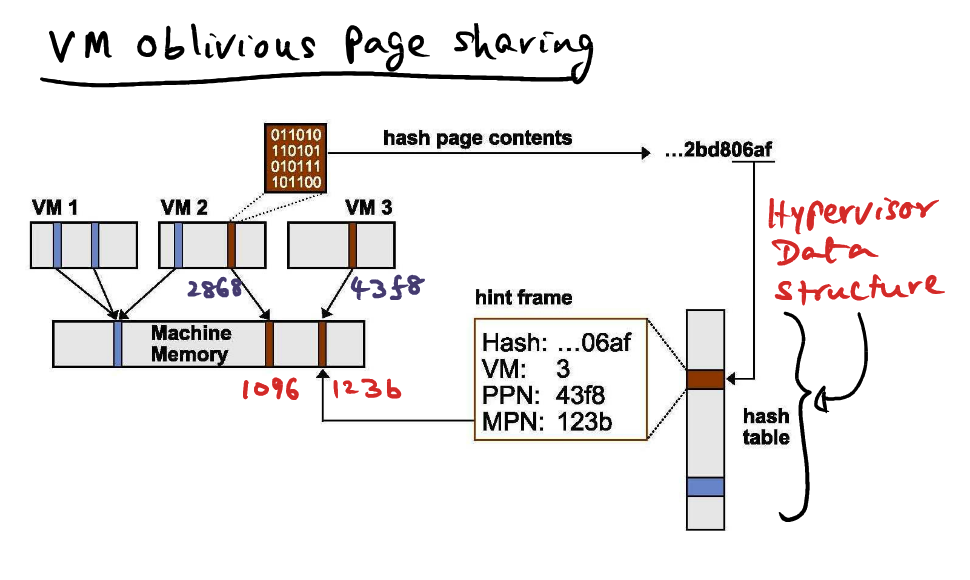 VM oblivious Page sharing
011010
110101
010111
101100
hash page contents
...2bd806af
VM 1
VM 2
VM 3
Hypervisor
Data
structure
2868
43f8
hint frame
Machine
Memory
Hash: ...06af
VM: 3
PPN: 43f8
MPN: 123b
1096
123b
hash
table